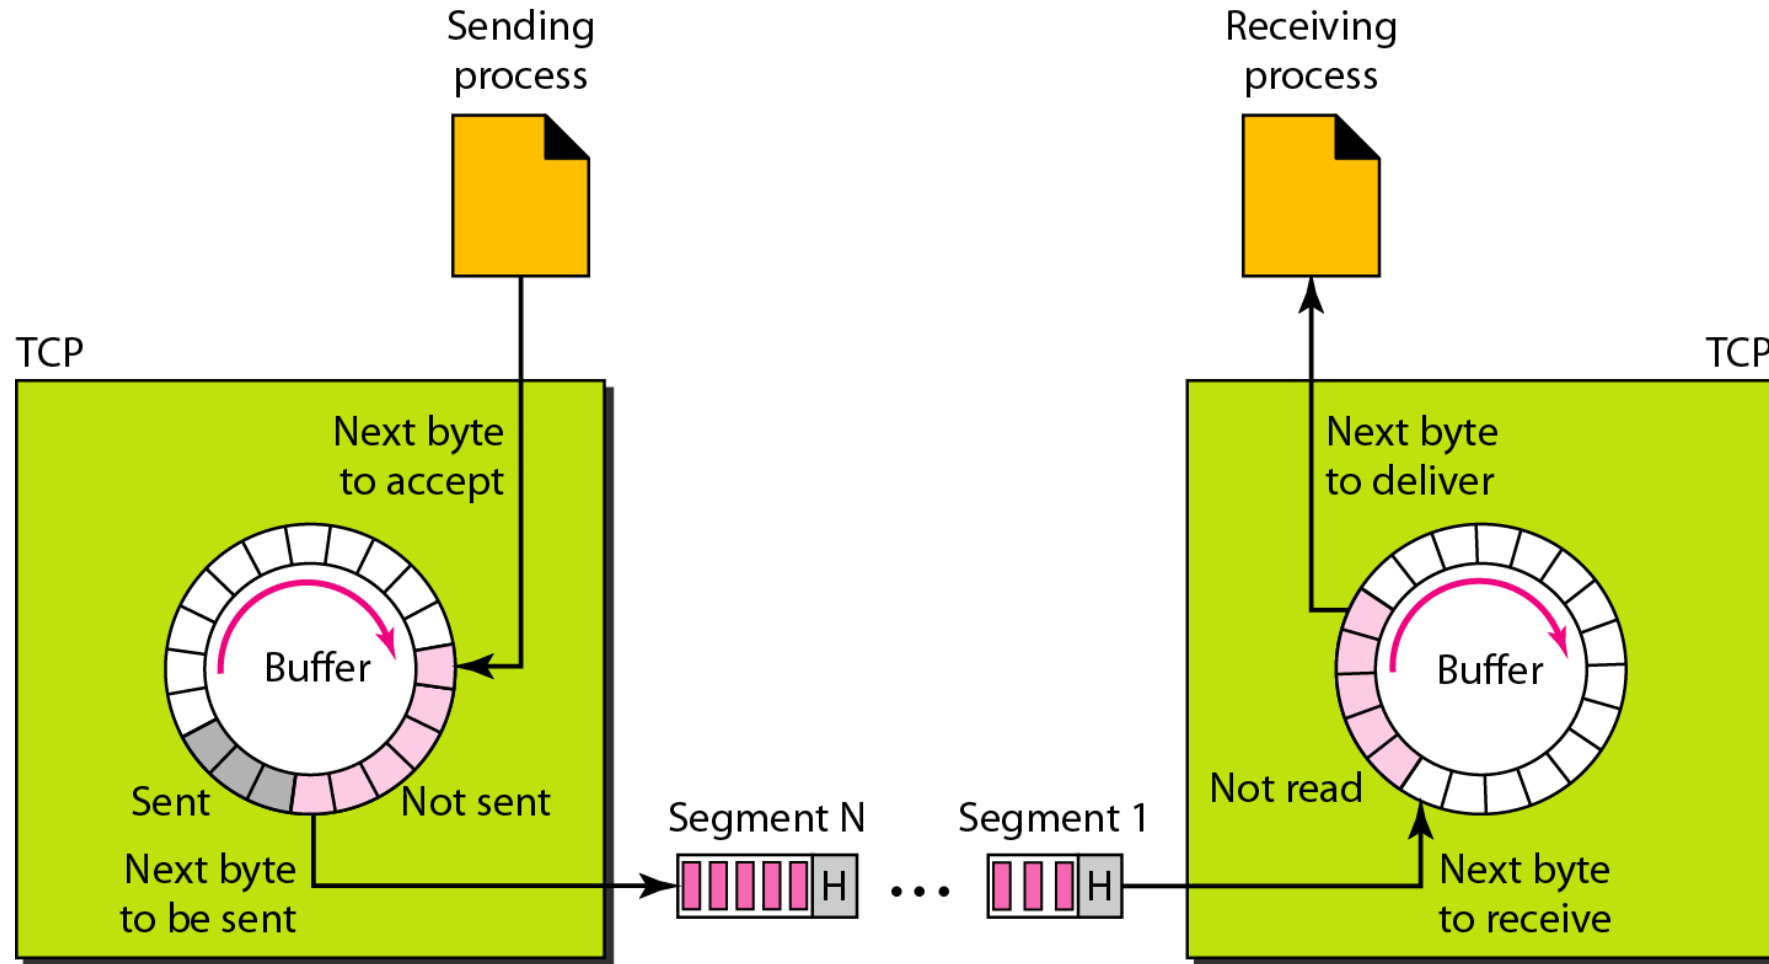 Sending
process
Receiving
process
TCP
TCP
Next byte
to accept
Next byte
to deliver
Buffer
Buffer
Sent
Not sent
Not read
Segment N
Segment 1
Next byte
to be sent
H
...
H
Next byte
to receive